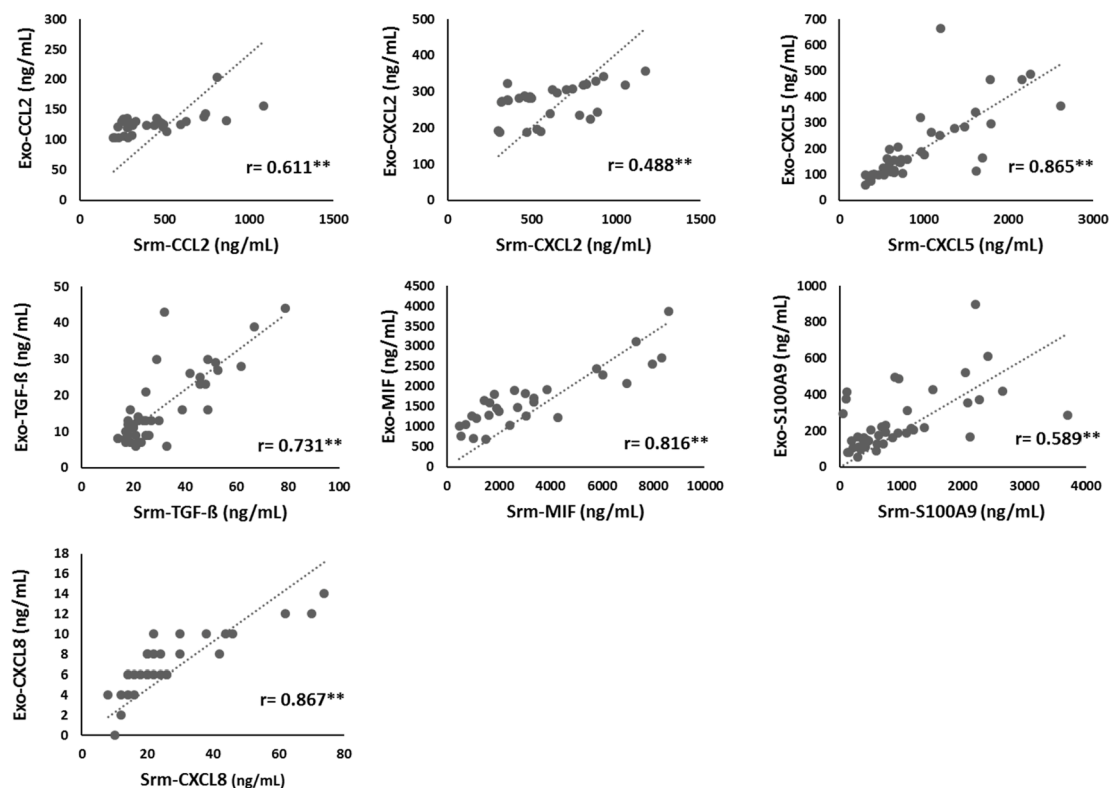 Exo-CCL2 (ng/mL)
300
250
200
150
100
50
0
0 500 1000 1500
r= 0.611**
Srm-CCL2 (ng/mL)
Exo-CXCL2 (ng/mL)
500
400
300
200
100
0
0 500 1000 1500
r= 0.488**
Srm-CXCL2 (ng/mL)
Exo-CXCL5 (ng/mL)
700
600
500
400
300
200
100
0
0 1000 2000 3000
r= 0.865**
Srm-CXCL5 (ng/mL)
Exo-TGF-ß (ng/mL)
50
40
30
20
10
0
0 20 40 60 80 100
r= 0.731**
Srm-TGF-ß (ng/mL)
Exo-MIF (ng/mL)
4500
4000
3500
3000
2500
2000
1500
1000
500
0
0 2000 4000 6000 8000 10000
r= 0.816**
Srm-MIF (ng/mL)
Exo-S100A9 (ng/mL)
1000
800
600
400
200
0
0 1000 2000 3000 4000
r= 0.589**
Srm-S100A9 (ng/mL)
Exo-CXCL8 (ng/mL)
18
16
14
12
10
8
6
4
2
0
0 20 40 60 80
r= 0.867**
Srm-CXCL8 (ng/mL)